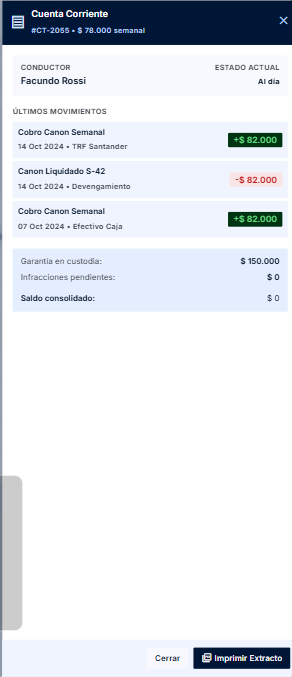 Cuenta Corriente
#CT-2055 • $ 78.000 semanal
CONDUCTOR
ESTADO ACTUAL
Facundo Rossi
Al día
ÚLTIMOS MOVIMIENTOS
Cobro Canon Semanal
14 Oct 2024 • TRF Santander
+$ 82.000
Canon Liquidado S-42
14 Oct 2024 • Devengamiento
-$ 82.000
Cobro Canon Semanal
07 Oct 2024 • Efectivo Caja
+$ 82.000
Garantía en custodia:
$ 150.000
Infracciones pendientes:
$ 0
Saldo consolidado:
$ 0
Cerrar
Imprimir Extracto